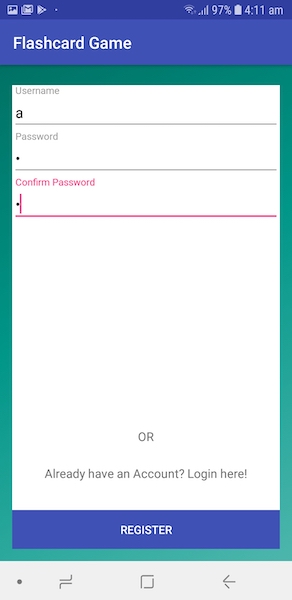 97% 4:11 am
Flashcard Game
Username
a
Password
•
Confirm Password
•
OR
Already have an Account? Login here!
REGISTER